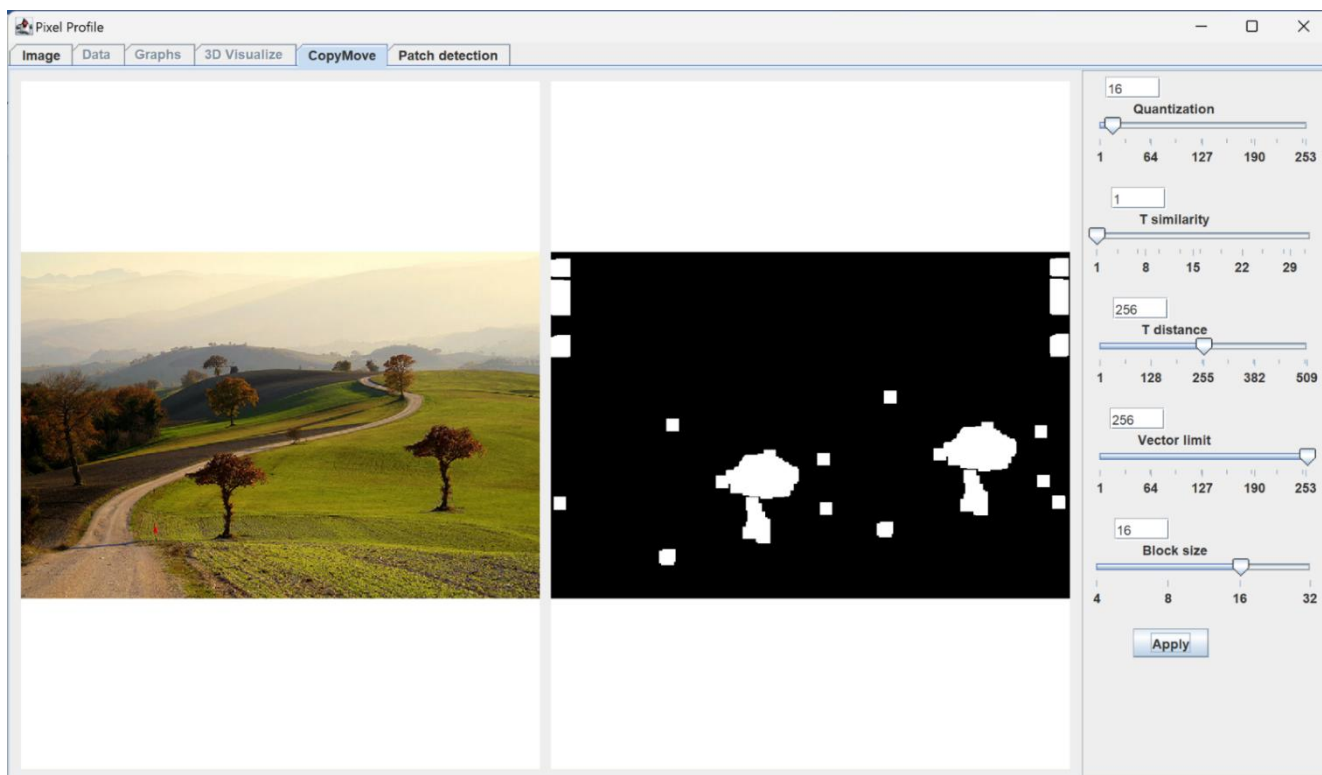 Pixel Profile
Image Data Graphs 3D Visualize CopyMove Patch detection
16
Quantization
1 64 127 190 253
1
T similarity
1 8 15 22 29
256
T distance
1 128 255 382 509
256
Vector limit
1 64 127 190 253
16
Block size
4 8 16 32
Apply